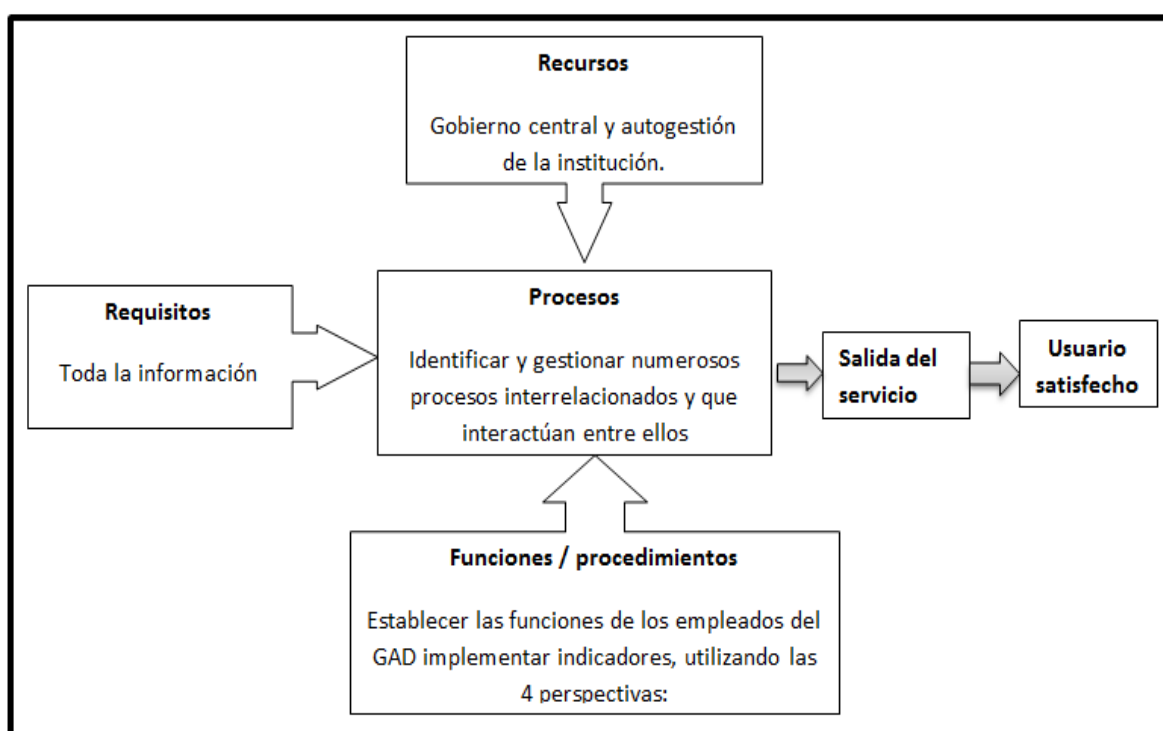 Recursos
Gobierno central y autogestión
de la institución.
Requisitos
Toda la información
Procesos
Identificar y gestionar numerosos
procesos interrelacionados y que
interactúan entre ellos
Salida del
servicio
Usuario
satisfecho
Funciones / procedimientos
Establecer las funciones de los empleados del
GAD implementar indicadores, utilizando las
4 perspectivas: